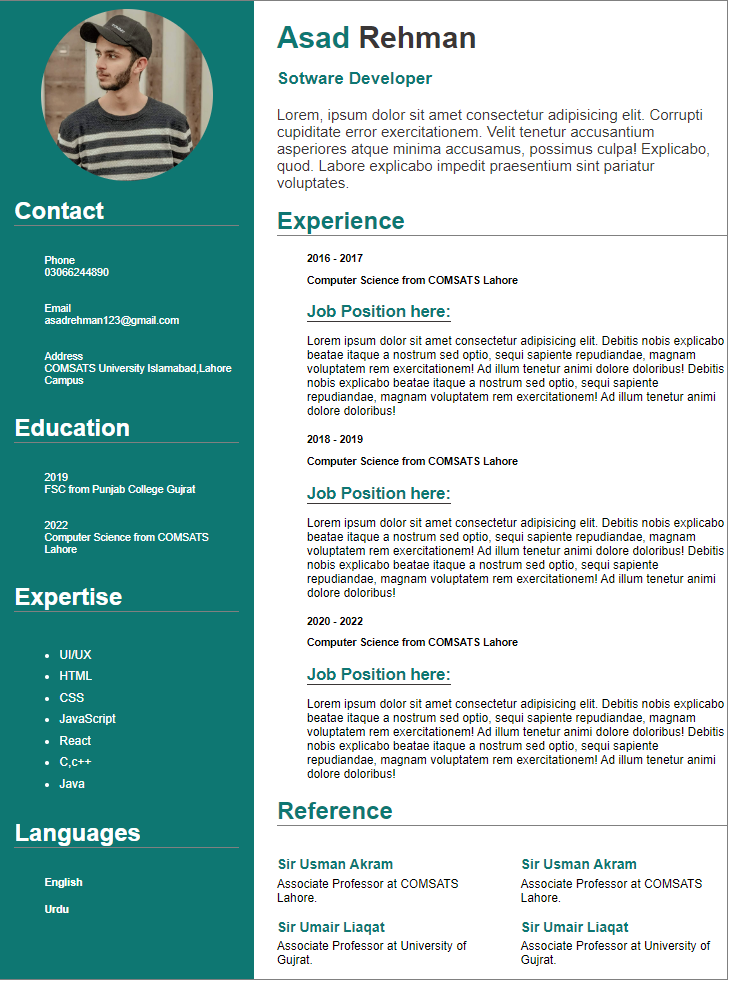 Contact
Phone
03066244890
Email
asadrehman123@gmail.com
Address
COMSATS University Islamabad,Lahore
Campus
Education
2019
FSC from Punjab College Gujrat
2022
Computer Science from COMSATS
Lahore
Expertise
UI/UX
HTML
CSS
JavaScript
React
C,c++
Java
Languages
English
Urdu
Asad Rehman
Sotware Developer
Lorem, ipsum dolor sit amet consectetur adipisicing elit. Corrupti
cupiditate error exercitationem. Velit tenetur accusantium
asperiores atque minima accusamus, possimus culpa! Explicabo,
quod. Labore explicabo impedit praesentium sint pariatur
voluptates.
Experience
2016 - 2017
Computer Science from COMSATS Lahore
Job Position here:
Lorem ipsum dolor sit amet consectetur adipisicing elit. Debitis nobis explicabo
beatae itaque a nostrum sed optio, sequi sapiente repudiandae, magnam
voluptatem rem exercitationem! Ad illum tenetur animi dolore doloribus! Debitis
nobis explicabo beatae itaque a nostrum sed optio, sequi sapiente
repudiandae, magnam voluptatem rem exercitationem! Ad illum tenetur animi
dolore doloribus!
2018 - 2019
Computer Science from COMSATS Lahore
Job Position here:
Lorem ipsum dolor sit amet consectetur adipisicing elit. Debitis nobis explicabo
beatae itaque a nostrum sed optio, sequi sapiente repudiandae, magnam
voluptatem rem exercitationem! Ad illum tenetur animi dolore doloribus! Debitis
nobis explicabo beatae itaque a nostrum sed optio, sequi sapiente
repudiandae, magnam voluptatem rem exercitationem! Ad illum tenetur animi
dolore doloribus!
2020 - 2022
Computer Science from COMSATS Lahore
Job Position here:
Lorem ipsum dolor sit amet consectetur adipisicing elit. Debitis nobis explicabo
beatae itaque a nostrum sed optio, sequi sapiente repudiandae, magnam
voluptatem rem exercitationem! Ad illum tenetur animi dolore doloribus! Debitis
nobis explicabo beatae itaque a nostrum sed optio, sequi sapiente
repudiandae, magnam voluptatem rem exercitationem! Ad illum tenetur animi
dolore doloribus!
Reference
Sir Usman Akram
Associate Professor at COMSATS
Lahore.
Sir Umair Liaqat
Associate Professor at University of
Gujrat.
Sir Usman Akram
Associate Professor at COMSATS
Lahore.
Sir Umair Liaqat
Associate Professor at University of
Gujrat.